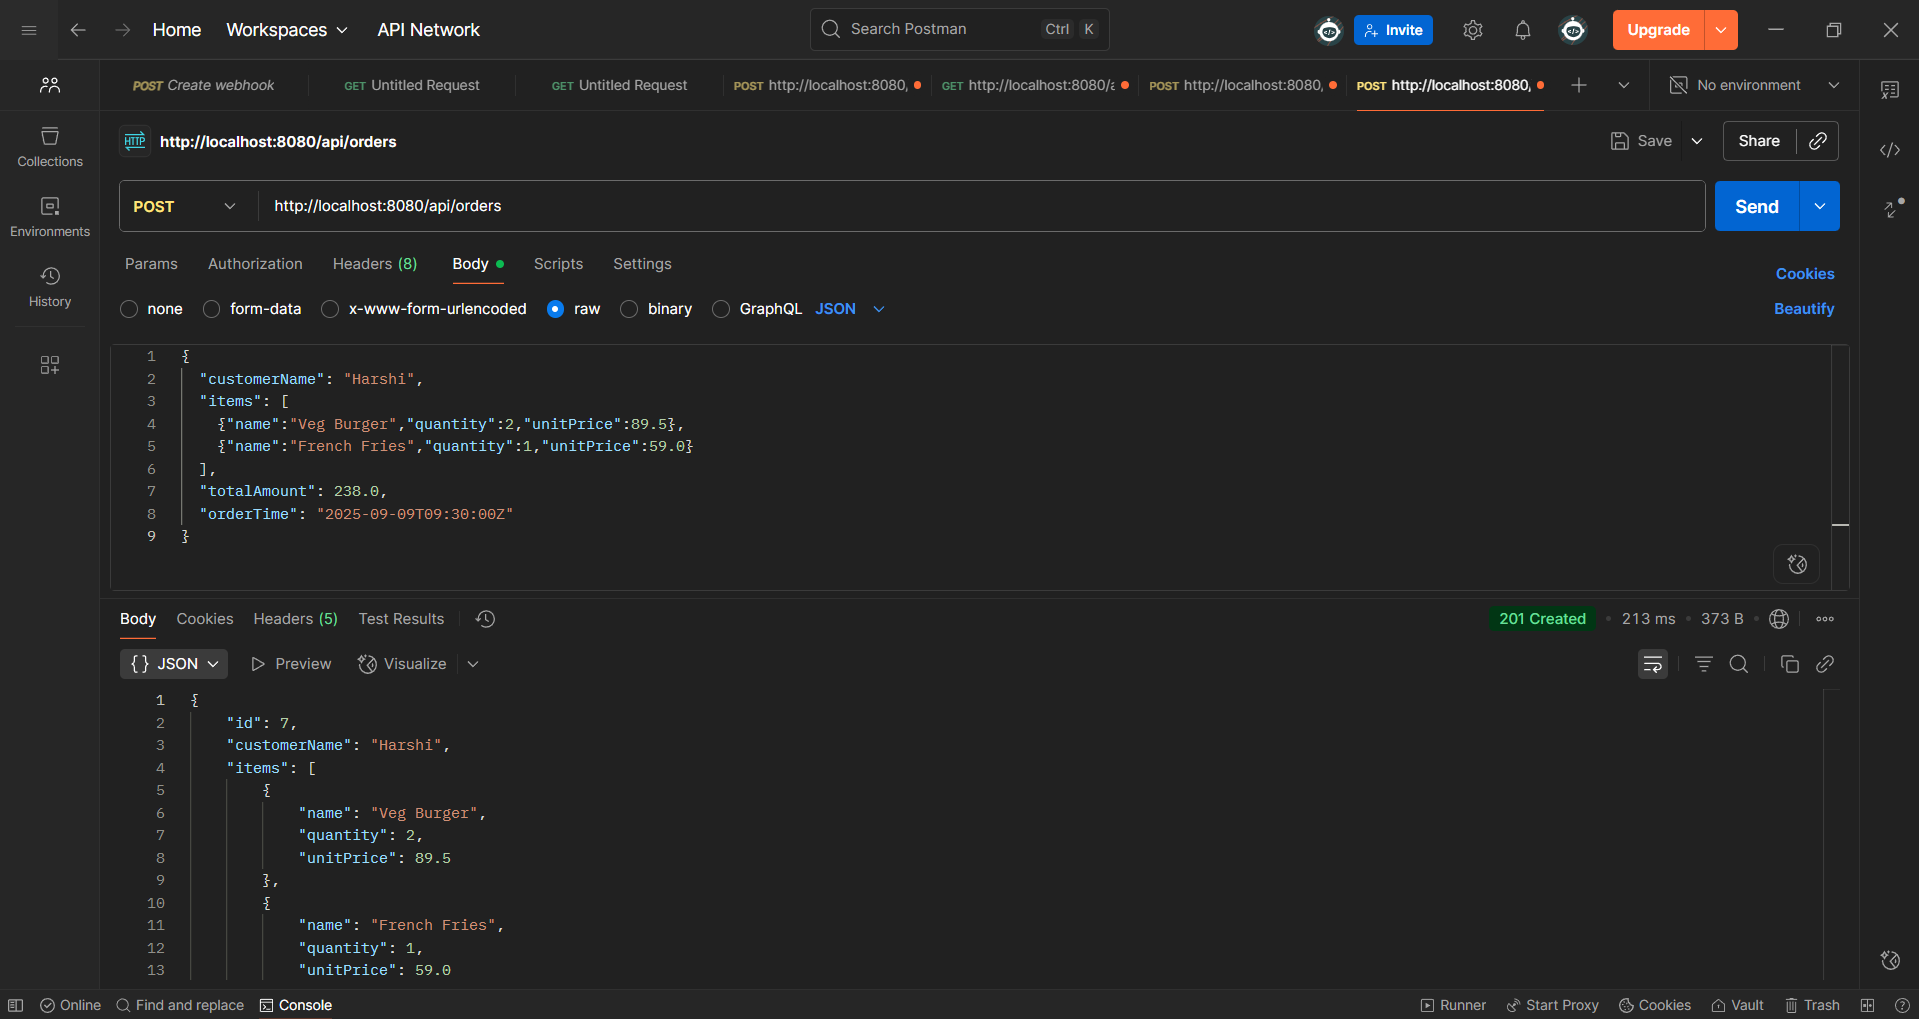 Home Workspaces API Network Search Postman Ctrl K Invite Upgrade
POST Create webhook GET Untitled Request GET Untitled Request POST http://localhost:8080, GET http://localhost:8080/ POST http://localhost:8080, POST http://localhost:8080, No environment
HTTP http://localhost:8080/api/orders Save Share
Collections
POST http://localhost:8080/api/orders Send
Environments
Params Authorization Headers (8) Body Scripts Settings Cookies
History
none form-data x-www-form-urlencoded raw binary GraphQL JSON Beautify
1 {
2 "customerName": "Harshi",
3 "items": [
4 {"name":"Veg Burger","quantity":2,"unitPrice":89.5},
5 {"name":"French Fries","quantity":1,"unitPrice":59.0}
6 ],
7 "totalAmount": 238.0,
8 "orderTime": "2025-09-09T09:30:00Z"
9 }
Body Cookies Headers (5) Test Results 201 Created • 213 ms • 373 B
{} JSON Preview Visualize
1 {
2 "id": 7,
3 "customerName": "Harshi",
4 "items": [
5 {
6 "name": "Veg Burger",
7 "quantity": 2,
8 "unitPrice": 89.5
9 },
10 {
11 "name": "French Fries",
12 "quantity": 1,
13 "unitPrice": 59.0
Online Find and replace Console Runner Start Proxy Cookies Vault Trash